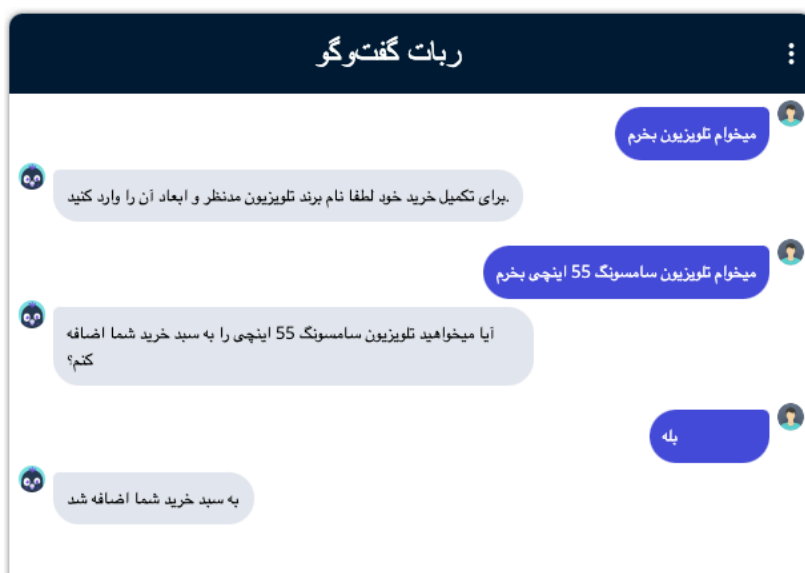 ربات گفت‌وگو
میخوام تلویزیون بخرم
برای تکمیل خرید خود لطفا نام برند تلویزیون مدنظر و ابعاد آن را وارد کنید.
میخوام تلویزیون سامسونگ 55 اینچی بخرم
آیا میخواهید تلویزیون سامسونگ 55 اینچی را به سبد خرید شما اضافه
کنم؟
بله
به سبد خرید شما اضافه شد